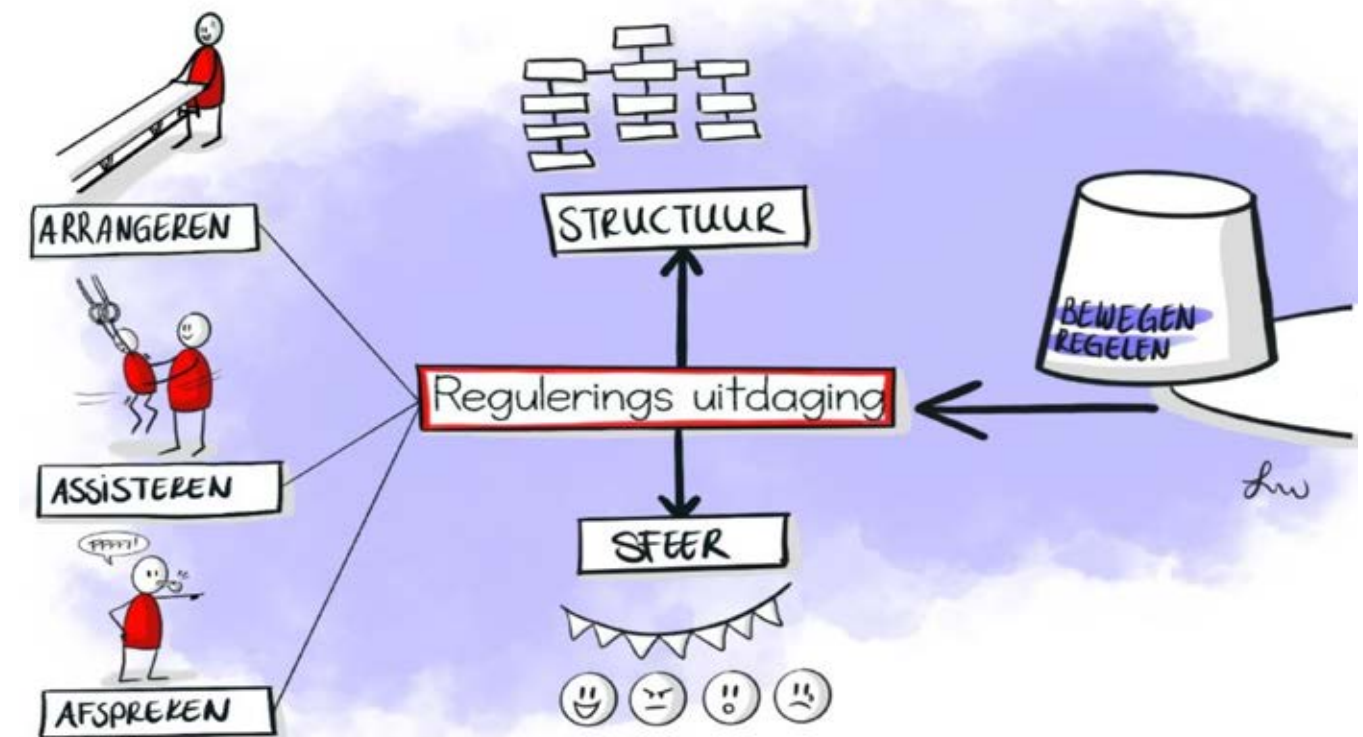 ARRANGEREN
STRUCTUUR
BEWEGEN
REGELEN
Regulerings uitdaging
ASSISTEREN
SFEER
AFSPREKEN